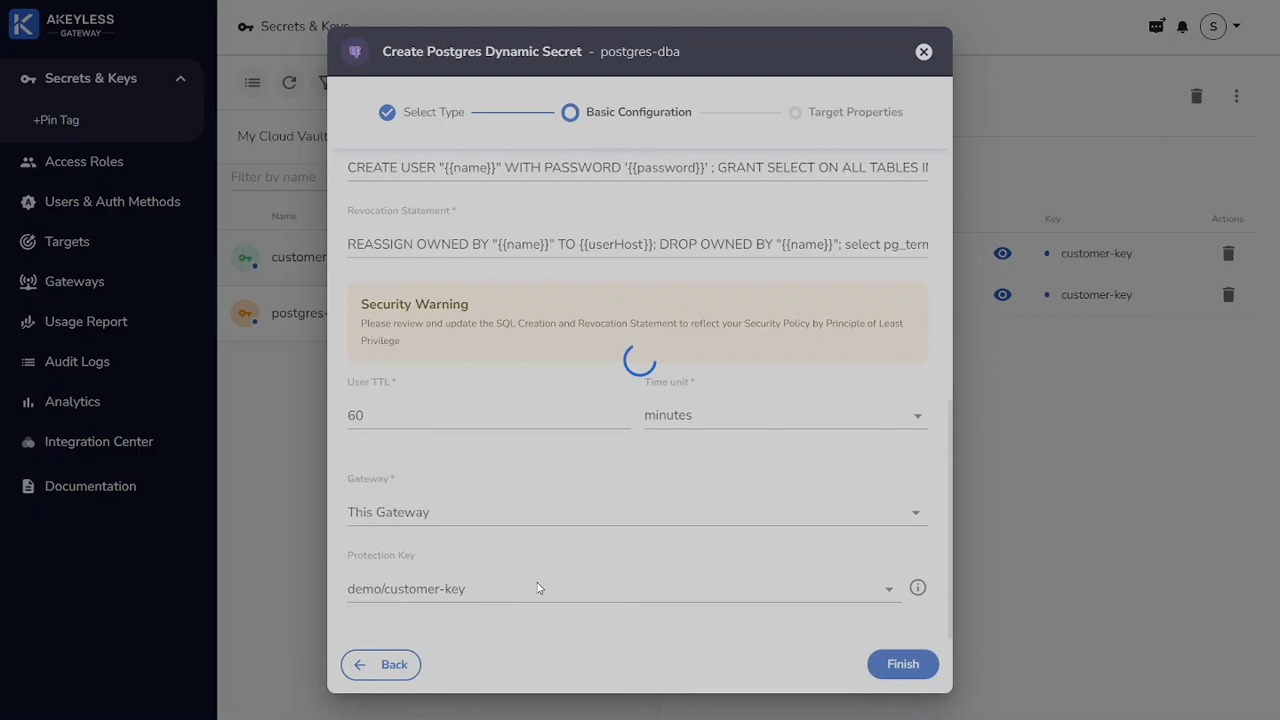 AKEYLESS
GATEWAY
Secrets & Keys
+Pin Tag
Access Roles
Users & Auth Methods
Targets
Gateways
Usage Report
Audit Logs
Analytics
Integration Center
Documentation
Secrets & Keys
S
My Cloud Vault
Filter by name
Name
customer
postgres-
Create Postgres Dynamic Secret - postgres-dba
Select Type
Basic Configuration
Target Properties
CREATE USER "{{name}}" WITH PASSWORD '{{password}}' ; GRANT SELECT ON ALL TABLES IN
Revocation Statement *
REASSIGN OWNED BY "{{name}}" TO {{userHost}}; DROP OWNED BY "{{name}}"; select pg_term
Security Warning
Please review and update the SQL Creation and Revocation Statement to reflect your Security Policy by Principle of Least
Privilege
User TTL *
Time unit *
60
minutes
Gateway *
This Gateway
Protection Key
demo/customer-key
Back
Finish
Key
Actions
customer-key
customer-key